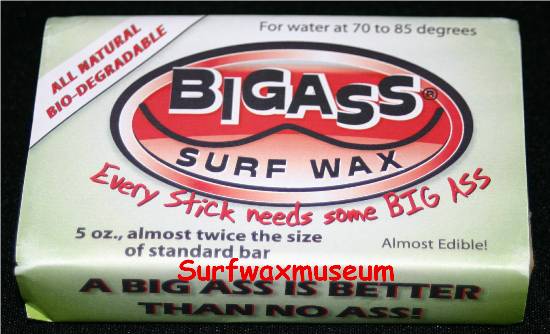 ALL NATURAL
BIO-DEGRADABLE
For water at 70 to 85 degrees
BIGASS®
SURF WAX
Every Stick needs some BIG ASS
5 oz., almost twice the size
of standard bar
Almost Edible!
Surfwaxmuseum
A BIG ASS IS BETTER
THAN NO ASS!